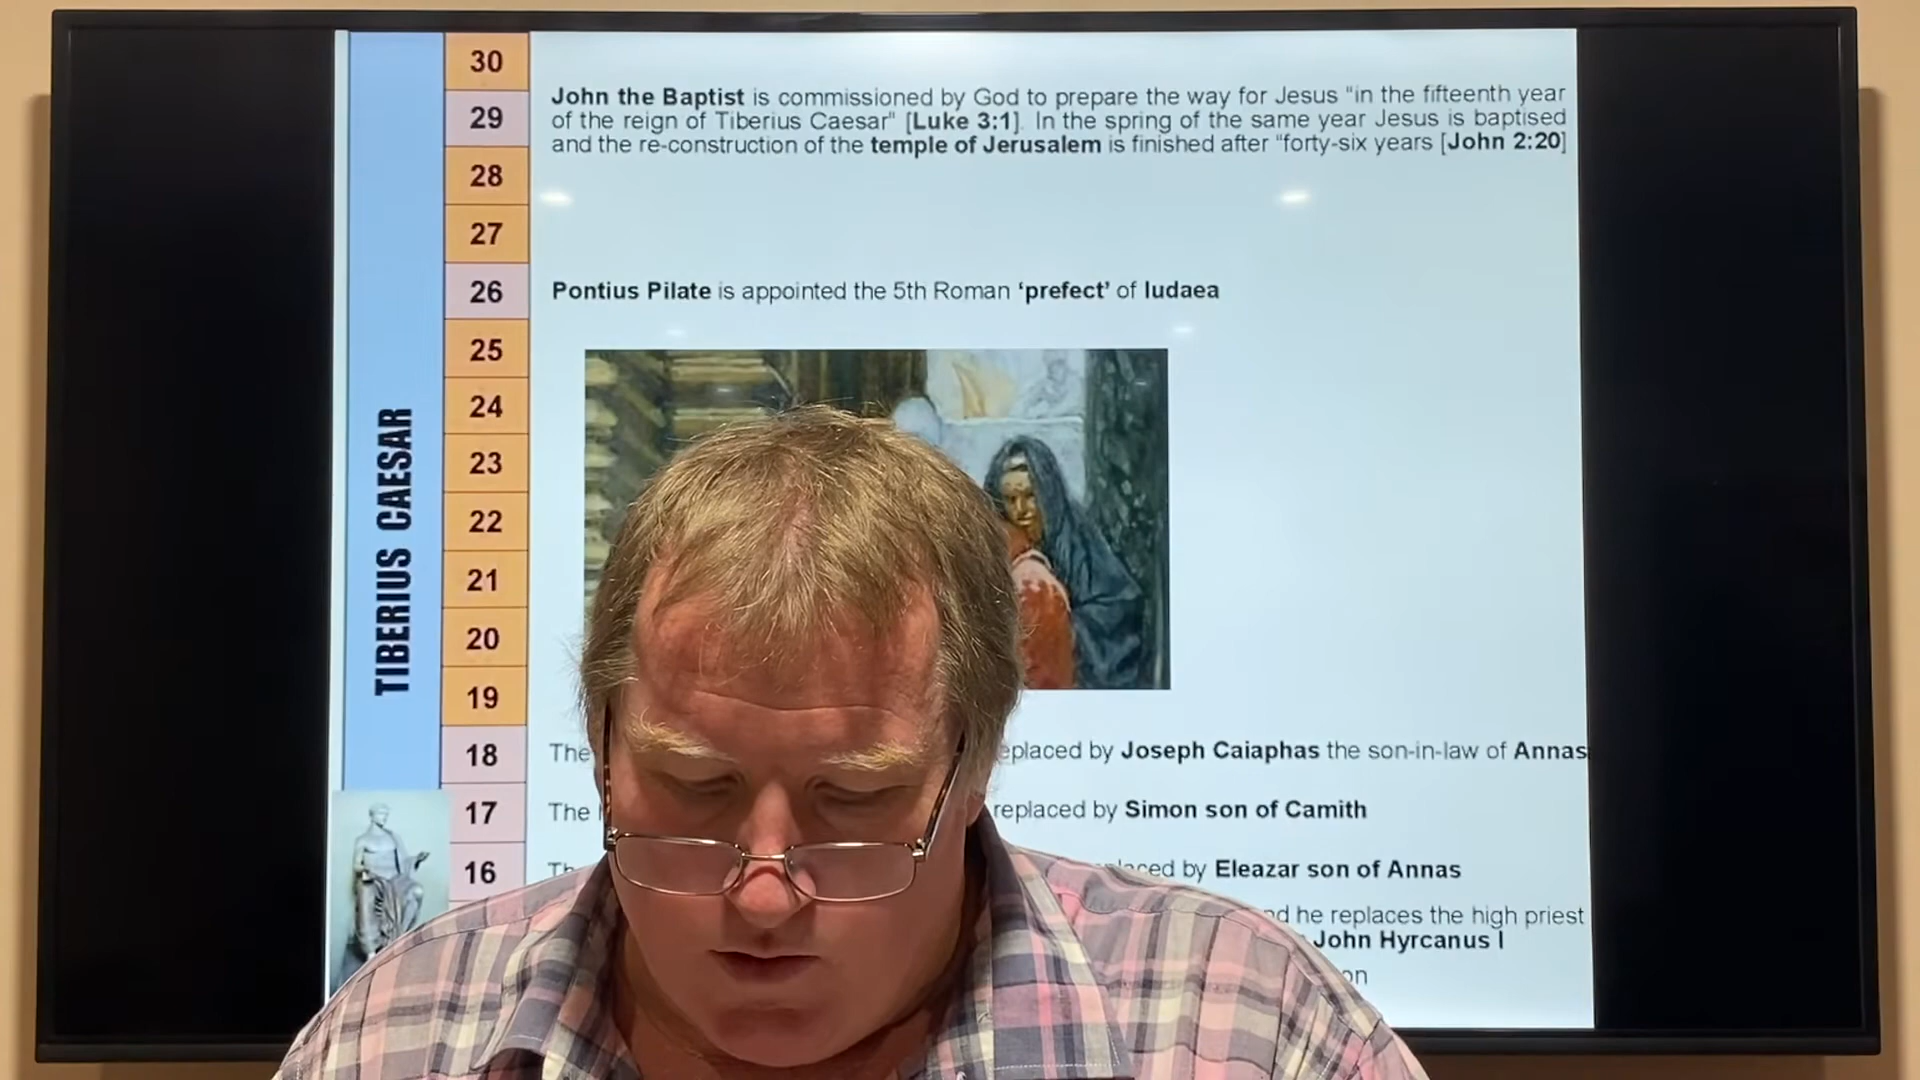 30
29
John the Baptist is commissioned by God to prepare the way for Jesus "in the fifteenth year
of the reign of Tiberius Caesar" [Luke 3:1]. In the spring of the same year Jesus is baptised
and the re-construction of the temple of Jerusalem is finished after "forty-six years [John 2:20]
28
27
26 Pontius Pilate is appointed the 5th Roman ‘prefect’ of Iudaea
25
24
23
22
21
20
19
TIBERIUS CAESAR
18 The replaced by Joseph Caiaphas the son-in-law of Annas
17 The replaced by Simon son of Camith
16 by Eleazar son of Annas
he replaces the high priest
John Hyrcanus I